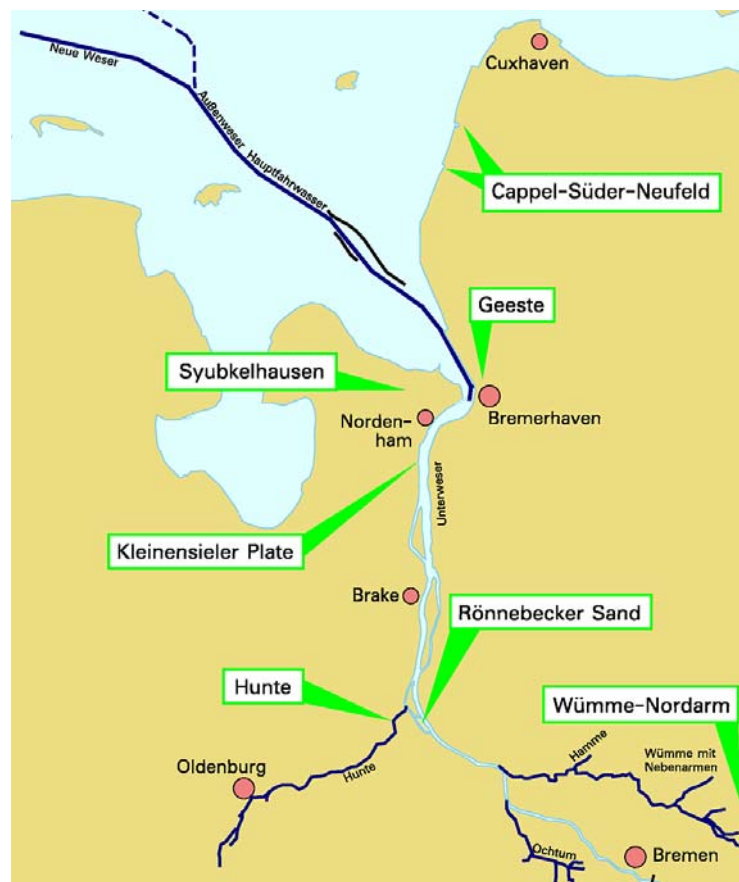 Cuxhaven
Neue Weser
Außenweser Hauptfahrwasser
Cappel-Süder-Neufeld
Geeste
Syubkelhausen
Bremerhaven
Norden-
ham
Unterweser
Kleinensieler Plate
Brake
Rönnebecker Sand
Hunte
Wümme-Nordarm
Oldenburg
Hunte
Hamme
Wümme mit
Nebenarmen
Ochtum
Bremen